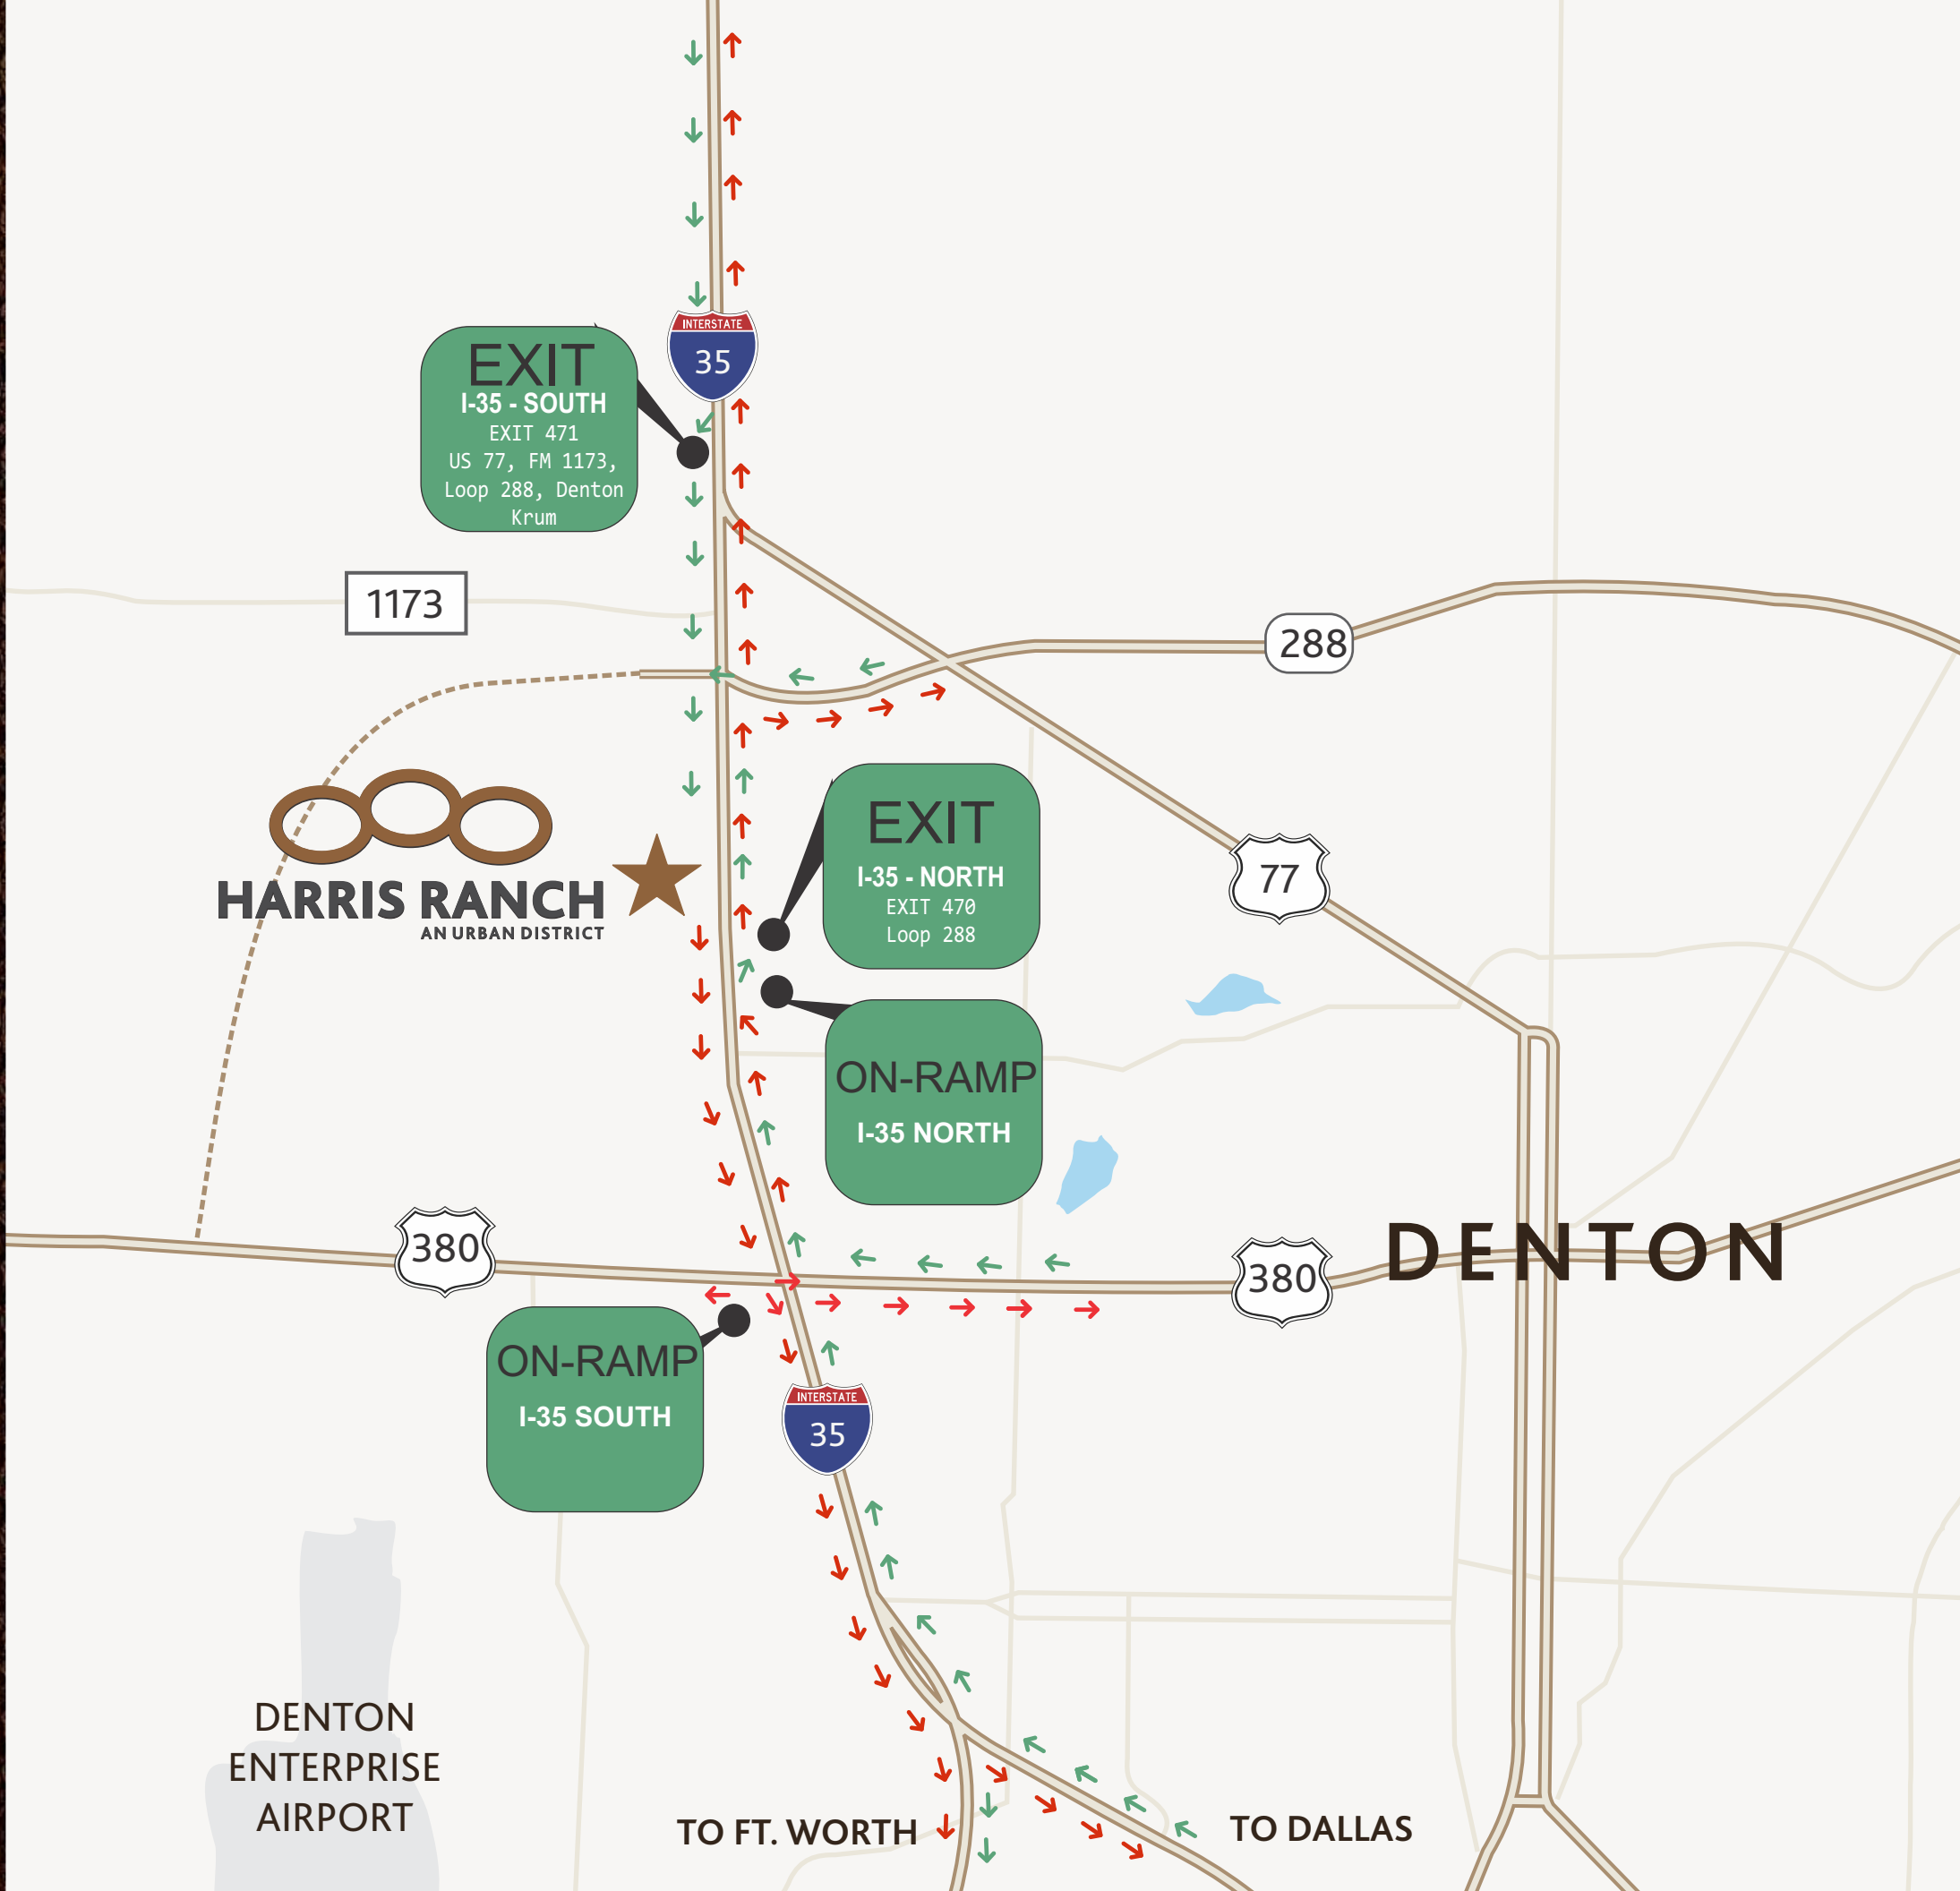 INTERSTATE
35
EXIT
I-35 - SOUTH
EXIT 471
US 77, FM 1173,
Loop 288, Denton
Krum
1173
288
HARRIS RANCH
AN URBAN DISTRICT
EXIT
I-35 - NORTH
EXIT 470
Loop 288
77
ON-RAMP
I-35 NORTH
380
380
DENTON
ON-RAMP
I-35 SOUTH
INTERSTATE
35
DENTON
ENTERPRISE
AIRPORT
TO FT. WORTH
TO DALLAS